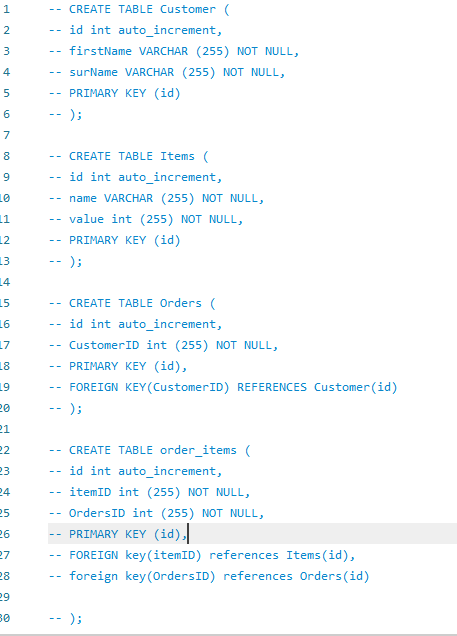 1 -- CREATE TABLE Customer (
2 -- id int auto_increment,
3 -- firstName VARCHAR (255) NOT NULL,
4 -- surName VARCHAR (255) NOT NULL,
5 -- PRIMARY KEY (id)
6 -- );
7
8 -- CREATE TABLE Items (
9 -- id int auto_increment,
10 -- name VARCHAR (255) NOT NULL,
11 -- value int (255) NOT NULL,
12 -- PRIMARY KEY (id)
13 -- );
14
15 -- CREATE TABLE Orders (
16 -- id int auto_increment,
17 -- CustomerID int (255) NOT NULL,
18 -- PRIMARY KEY (id),
19 -- FOREIGN KEY(CustomerID) REFERENCES Customer(id)
20 -- );
21
22 -- CREATE TABLE order_items (
23 -- id int auto_increment,
24 -- itemID int (255) NOT NULL,
25 -- OrdersID int (255) NOT NULL,
26 -- PRIMARY KEY (id),
27 -- FOREIGN key(itemID) references Items(id),
28 -- foreign key(OrdersID) references Orders(id)
29
30 -- );